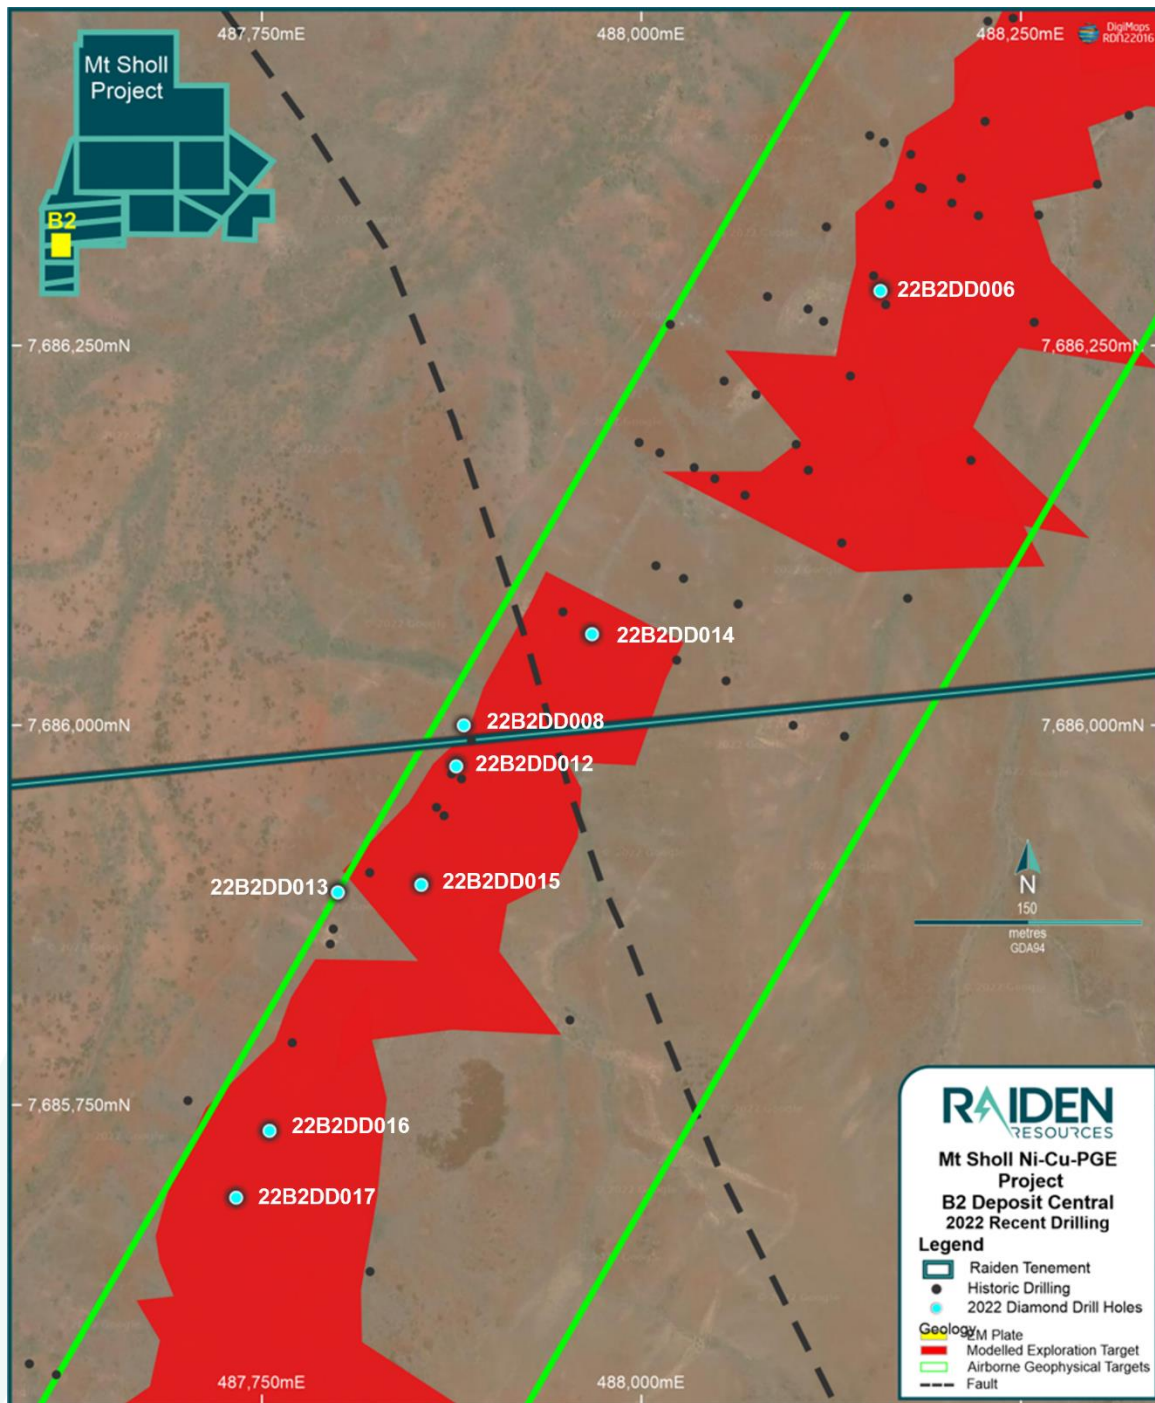 487,750mE
488,000mE
488,250mE
DigiMaps
RDN22016
Mt Sholl
Project
B2
22B2DD006
7,686,250mN
7,686,250mN
22B2DD014
7,686,000mN
22B2DD008
7,686,000mN
22B2DD012
22B2DD013
22B2DD015
N
150
metres
GDA94
7,685,750mN
22B2DD016
22B2DD017
RAIDEN
RESOURCES
Mt Sholl Ni-Cu-PGE
Project
B2 Deposit Central
2022 Recent Drilling
Legend
Raiden Tenement
Historic Drilling
2022 Diamond Drill Holes
Geology
EM Plate
Modelled Exploration Target
Airborne Geophysical Targets
Fault
487,750mE
488,000mE